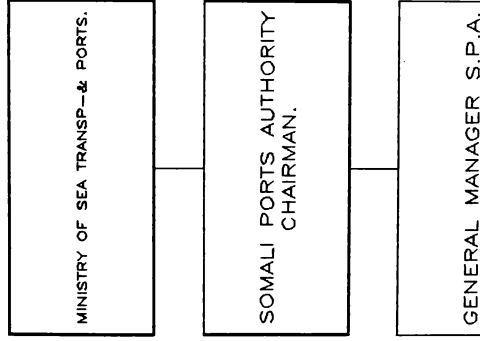 MINISTRY OF SEA TRANSP-& PORTS.
SOMALI PORTS AUTHORITY
CHAIRMAN.
GENERAL MANAGER S.P.A.